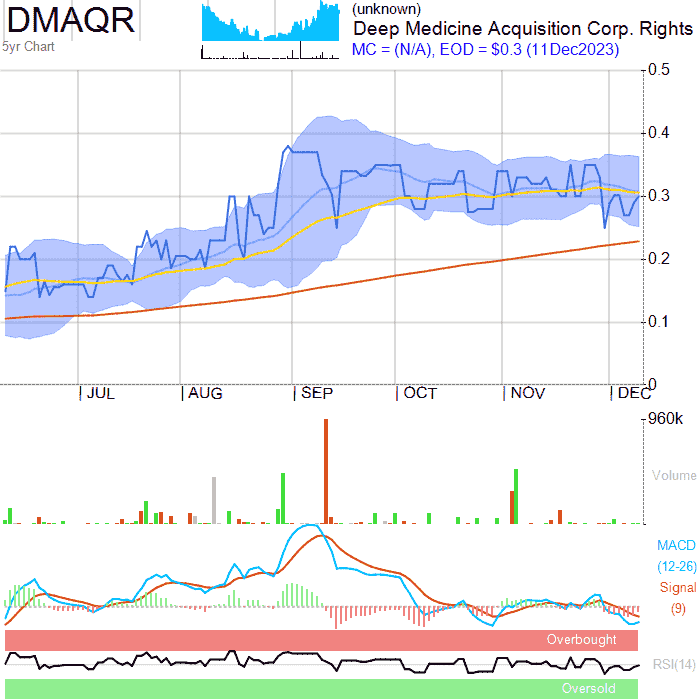 DMAQR
5yr Chart
(unknown)
Deep Medicine Acquisition Corp. Rights
MC = (N/A), EOD = $0.3 (11Dec2023)
0.5
0.4
0.3
0.2
0.1
0
JUL
AUG
SEP
OCT
NOV
DEC
960k
Volume
MACD
(12-26)
Signal
(9)
Overbought
RSI(14)
Oversold